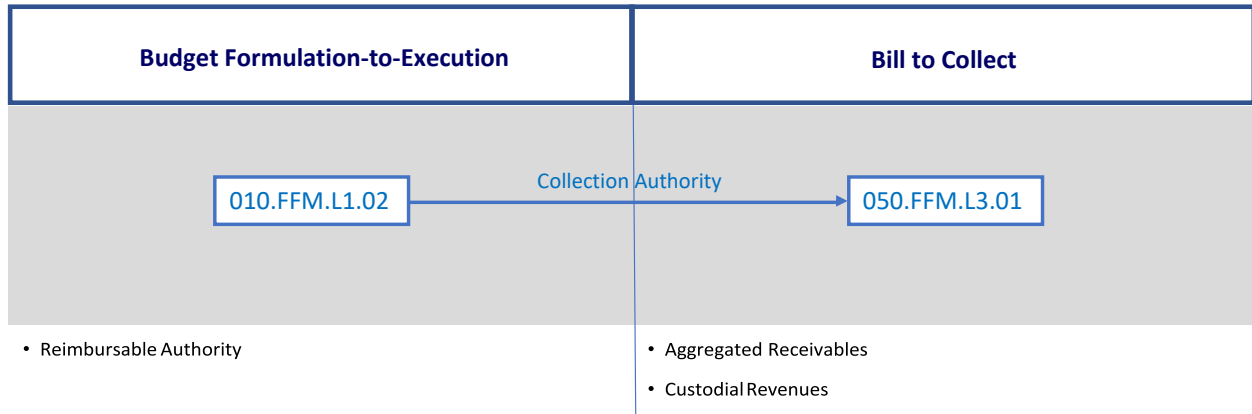 Budget Formulation-to-Execution
Bill to Collect
Collection Authority
010.FFM.L1.02
050.FFM.L3.01
• Reimbursable Authority
• Aggregated Receivables
• Custodial Revenues